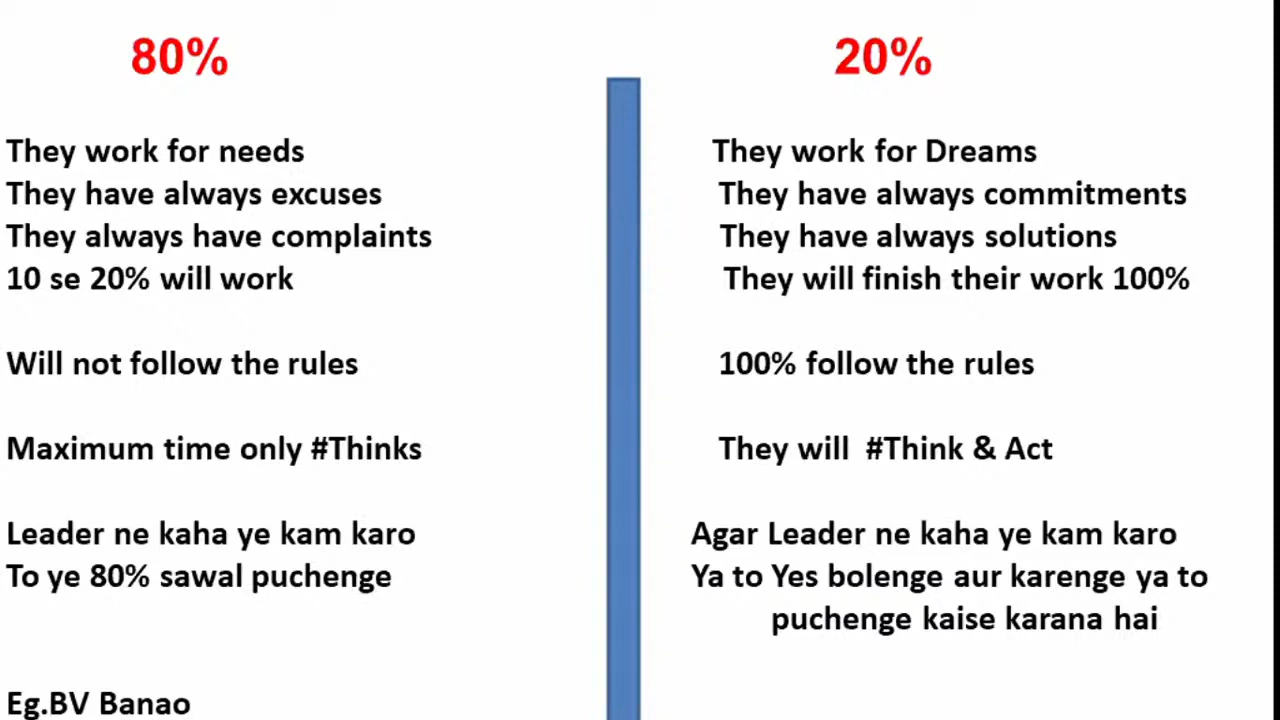 80%
They work for needs
They have always excuses
They always have complaints
10 se 20% will work
Will not follow the rules
Maximum time only #Thinks
Leader ne kaha ye kam karo
To ye 80% sawal puchenge
Eg.BV Banao
20%
They work for Dreams
They have always commitments
They have always solutions
They will finish their work 100%
100% follow the rules
They will #Think & Act
Agar Leader ne kaha ye kam karo
Ya to Yes bolenge aur karenge ya to
puchenge kaise karana hai